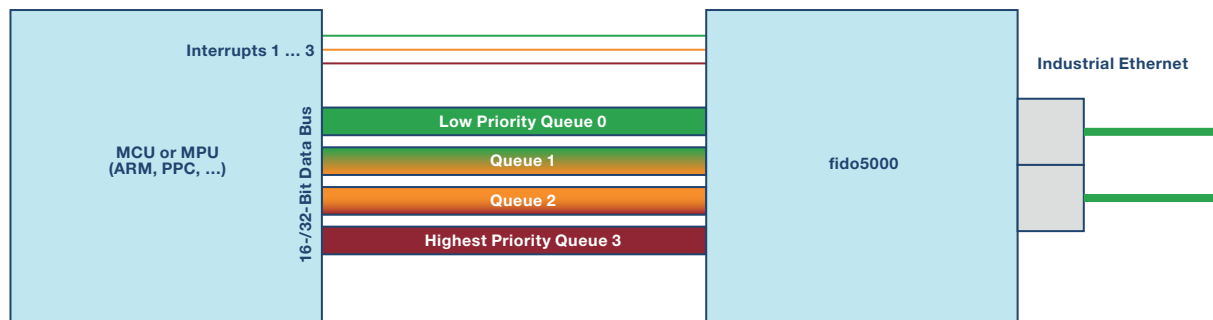 Interrupts 1 ... 3
MCU or MPU
(ARM, PPC, ...)
16-/32-Bit Data Bus
Low Priority Queue 0
Queue 1
Queue 2
Highest Priority Queue 3
fido5000
Industrial Ethernet